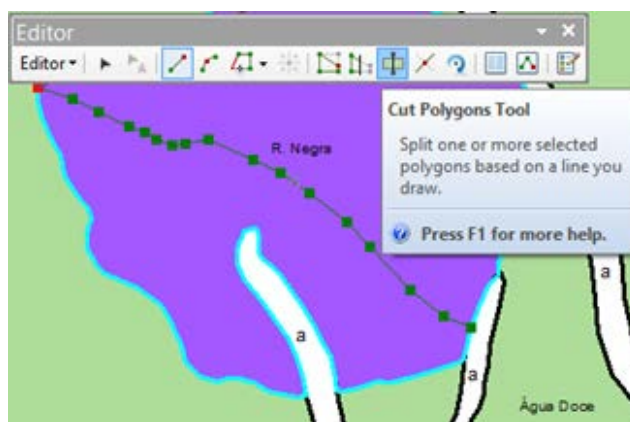 Editor
Editor
Cut Polygons Tool
Split one or more selected
polygons based on a line you
draw.
Press F1 for more help.
R. Negra
a
a
a
Água Doce